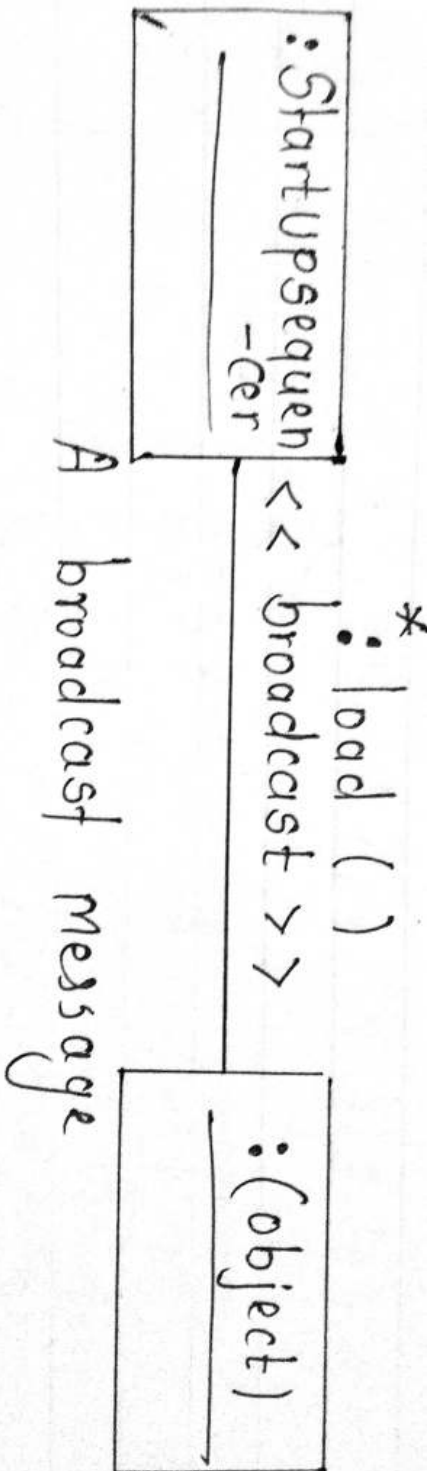 * : load ( )
: Startupsequen
-cer
<< broadcast >>
: (object)
A broadcast Message